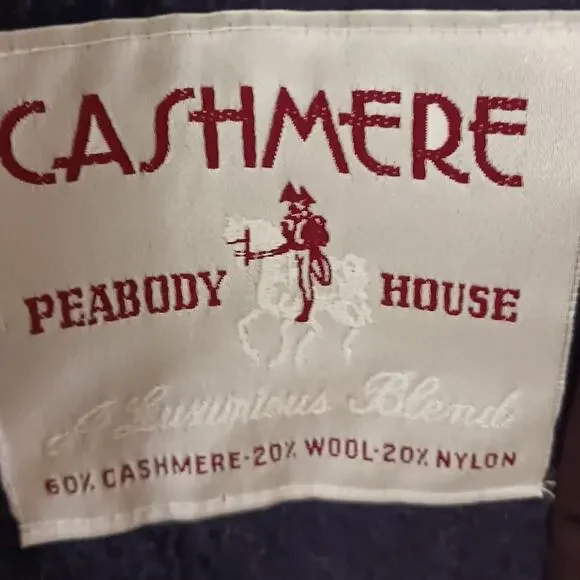 CASHMERE
PEABODY HOUSE
A Luxurious Blend
60% CASHMERE-20% WOOL-20% NYLON